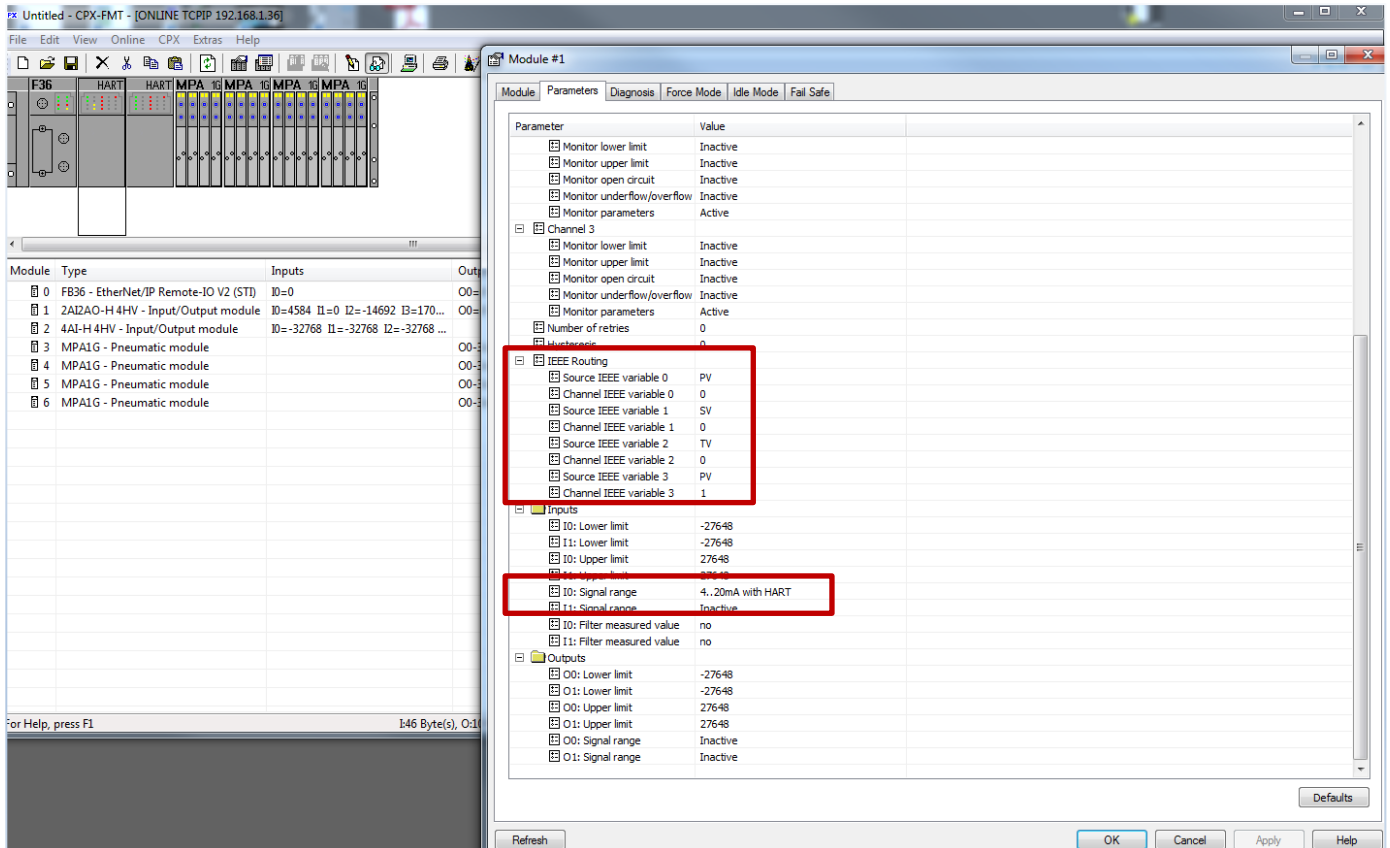 Untitled - CPX-FMT - [ONLINE TCPIP 192.168.1.36]
File Edit View Online CPX Extras Help
F36 HART HART MPA 1G MPA 1G MPA 1G MPA 1G
Module Type Inputs
0 FB36 - EtherNet/IP Remote-IO V2 (STI) I0=0
1 2AI2AO-H 4HV - Input/Output module I0=4584 I1=0 I2=-14692 I3=170... O0=
2 4AI-H 4HV - Input/Output module I0=-32768 I1=-32768 I2=-32768 ...
3 MPA1G - Pneumatic module
4 MPA1G - Pneumatic module
5 MPA1G - Pneumatic module
6 MPA1G - Pneumatic module
For Help, press F1
Module #1
Module Parameters Diagnosis Force Mode Idle Mode Fail Safe
Parameter Value
Monitor lower limit Inactive
Monitor upper limit Inactive
Monitor open circuit Inactive
Monitor underflow/overflow Inactive
Monitor parameters Active
Channel 3
Monitor lower limit Inactive
Monitor upper limit Inactive
Monitor open circuit Inactive
Monitor underflow/overflow Inactive
Monitor parameters Active
Number of retries 0
Hysteresis 0
IEEE Routing
Source IEEE variable 0 PV
Channel IEEE variable 0 0
Source IEEE variable 1 SV
Channel IEEE variable 1 0
Source IEEE variable 2 TV
Channel IEEE variable 2 0
Source IEEE variable 3 PV
Channel IEEE variable 3 1
Inputs
I0: Lower limit -27648
I1: Lower limit -27648
I0: Upper limit 27648
I1: Upper limit 27648
I0: Signal range 4..20mA with HART
I1: Signal range Inactive
I0: Filter measured value no
I1: Filter measured value no
Outputs
O0: Lower limit -27648
O1: Lower limit -27648
O0: Upper limit 27648
O1: Upper limit 27648
O0: Signal range Inactive
O1: Signal range Inactive
Defaults
Refresh OK Cancel Apply Help